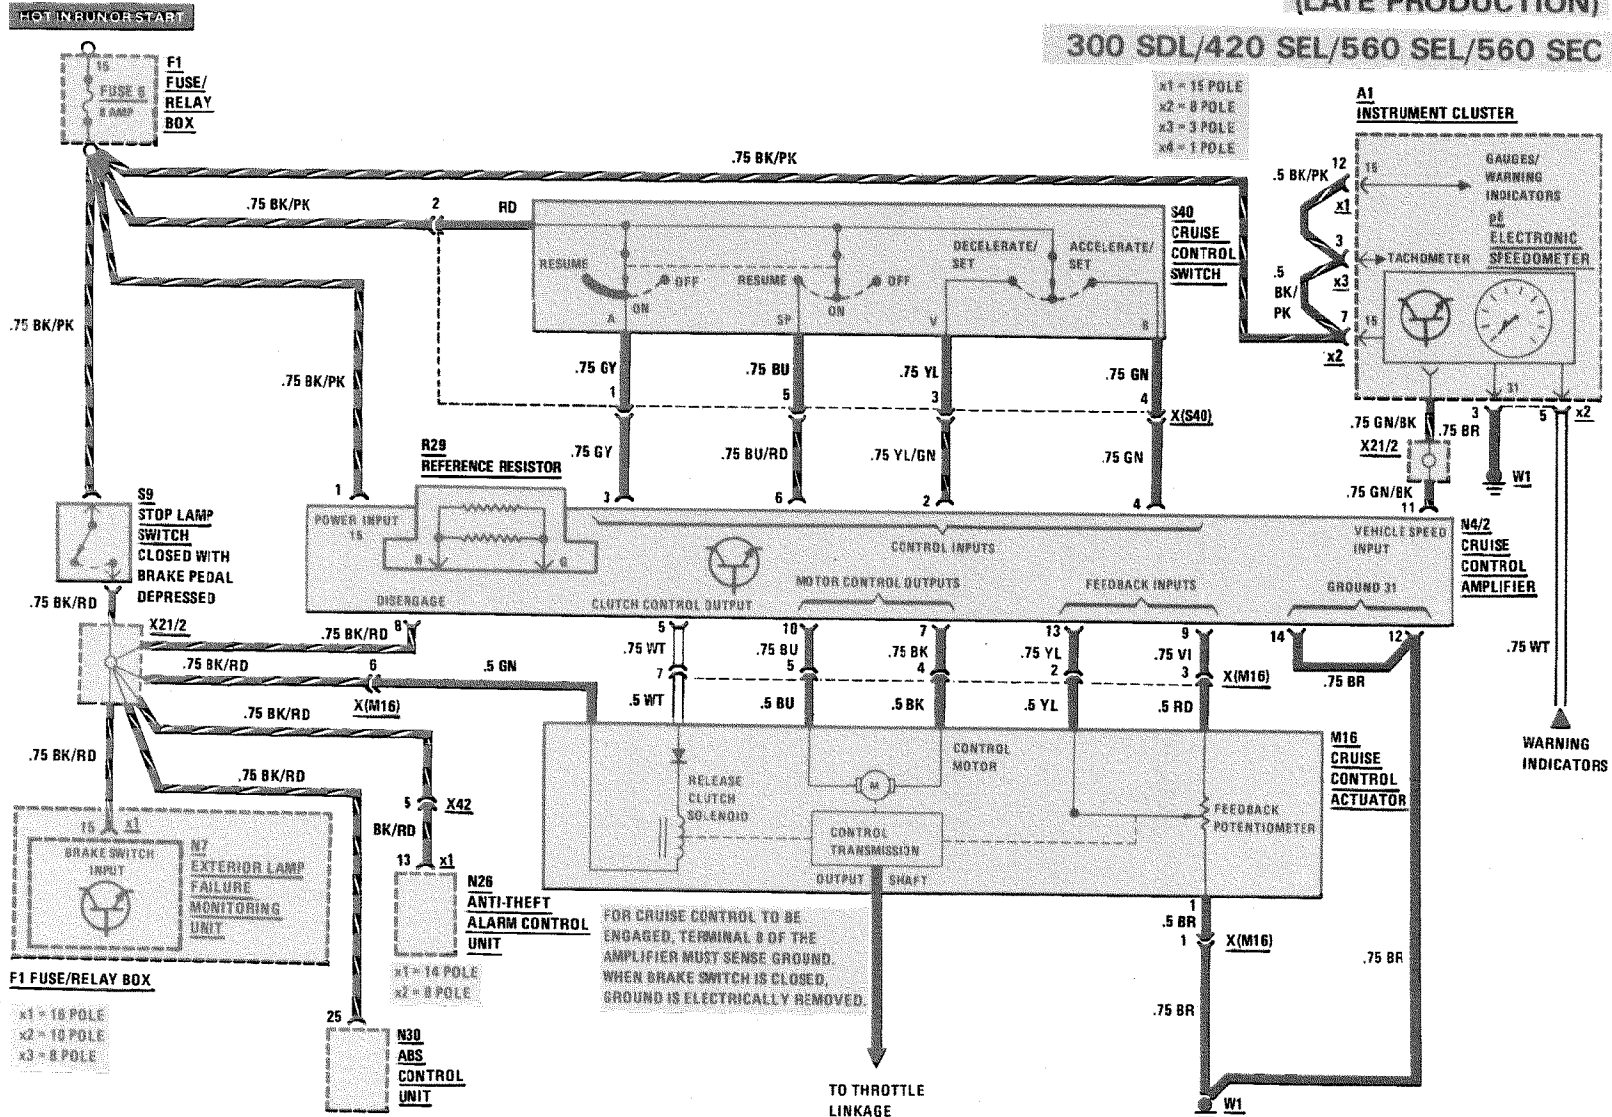 HOT IN RUN OR START
(LATE PRODUCTION)
300 SDL/420 SEL/560 SEL/560 SEC
15
FUSE 6
8 AMP
F1
FUSE/
RELAY
BOX
x1 = 15 POLE
x2 = 8 POLE
x3 = 3 POLE
x4 = 1 POLE
A1
INSTRUMENT CLUSTER
.75 BK/PK
.75 BK/PK
2
RD
.5 BK/PK
12
15
x1
GAUGES/
WARNING
INDICATORS
p8
ELECTRONIC
SPEEDOMETER
3
TACHOMETER
x3
.5
BK/
PK
7
15
x2
S40
CRUISE
CONTROL
SWITCH
RESUME
OFF
ON
A
RESUME
OFF
ON
SP
DECELERATE/
SET
ACCELERATE/
SET
V
B
.75 BK/PK
.75 BK/PK
.75 GY
1
.75 BU
5
.75 YL
3
.75 GN
4
X(S40)
31
3
5
x2
.75 GN/BK
.75 BR
X21/2
W1
.75 GN/BK
11
.75 GY
3
.75 BU/RD
6
.75 YL/GN
2
.75 GN
4
R29
REFERENCE RESISTOR
1
S9
STOP LAMP
SWITCH
CLOSED WITH
BRAKE PEDAL
DEPRESSED
POWER INPUT
15
R
G
CONTROL INPUTS
VEHICLE SPEED
INPUT
N4/2
CRUISE
CONTROL
AMPLIFIER
DISENGAGE
CLUTCH CONTROL OUTPUT
MOTOR CONTROL OUTPUTS
FEEDBACK INPUTS
GROUND 31
.75 BK/RD
X21/2
.75 BK/RD
8
.75 BK/RD
6
X(M16)
.5 GN
5
.75 WT
7
.5 WT
10
.75 BU
5
.5 BU
7
.75 BK
4
.5 BK
13
.75 YL
2
.5 YL
9
.75 VI
3
X(M16)
.5 RD
14
12
.75 BR
.75 WT
WARNING
INDICATORS
.75 BK/RD
.75 BK/RD
.75 BK/RD
5
X42
BK/RD
13
x1
M16
CRUISE
CONTROL
ACTUATOR
RELEASE
CLUTCH
SOLENOID
CONTROL
MOTOR
M
CONTROL
TRANSMISSION
FEEDBACK
POTENTIOMETER
OUTPUT
SHAFT
15
x1
BRAKE SWITCH
INPUT
N7
EXTERIOR LAMP
FAILURE
MONITORING
UNIT
F1 FUSE/RELAY BOX
x1 = 16 POLE
x2 = 10 POLE
x3 = 8 POLE
N26
ANTI-THEFT
ALARM CONTROL
UNIT
x1 = 14 POLE
x2 = 8 POLE
25
N30
ABS
CONTROL
UNIT
FOR CRUISE CONTROL TO BE
ENGAGED, TERMINAL 8 OF THE
AMPLIFIER MUST SENSE GROUND.
WHEN BRAKE SWITCH IS CLOSED,
GROUND IS ELECTRICALLY REMOVED.
TO THROTTLE
LINKAGE
1
.5 BR
1
X(M16)
.75 BR
.75 BR
W1